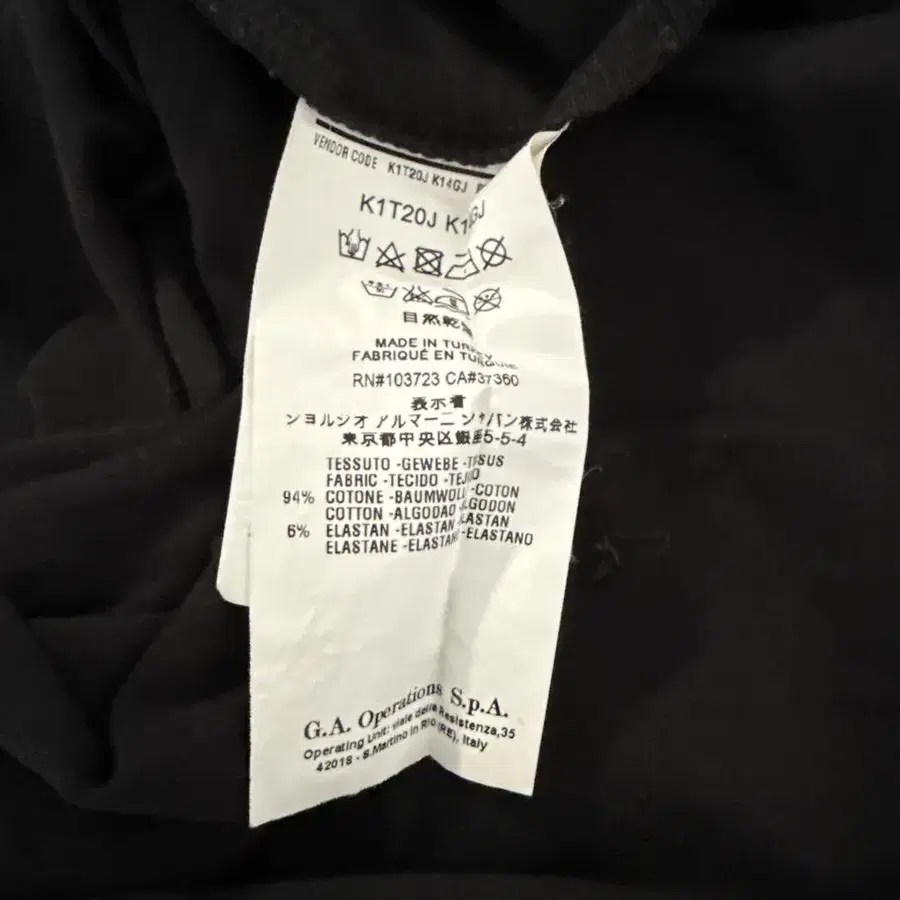 VENDOR CODE K1T20J K14GJ
K1T20J K14GJ
自然乾燥
MADE IN TURKEY
FABRIQUÉ EN TURQUIE
RN#103723 CA#37360
表示者
ジョルジオ アルマーニ ジャパン株式会社
東京都中央区銀座5-5-4
TESSUTO -GEWEBE -TISSUS
FABRIC -TECIDO -TEJIDO
94% COTONE -BAUMWOLLE -COTON
COTTON -ALGODAO -ALGODON
6% ELASTAN -ELASTAN -ELASTAN
ELASTANE -ELASTANO -ELASTANO
G.A. Operations S.p.A.
Operating Unit: viale della Resistenza,35
42018 - S.Martino in Rio (RE), Italy